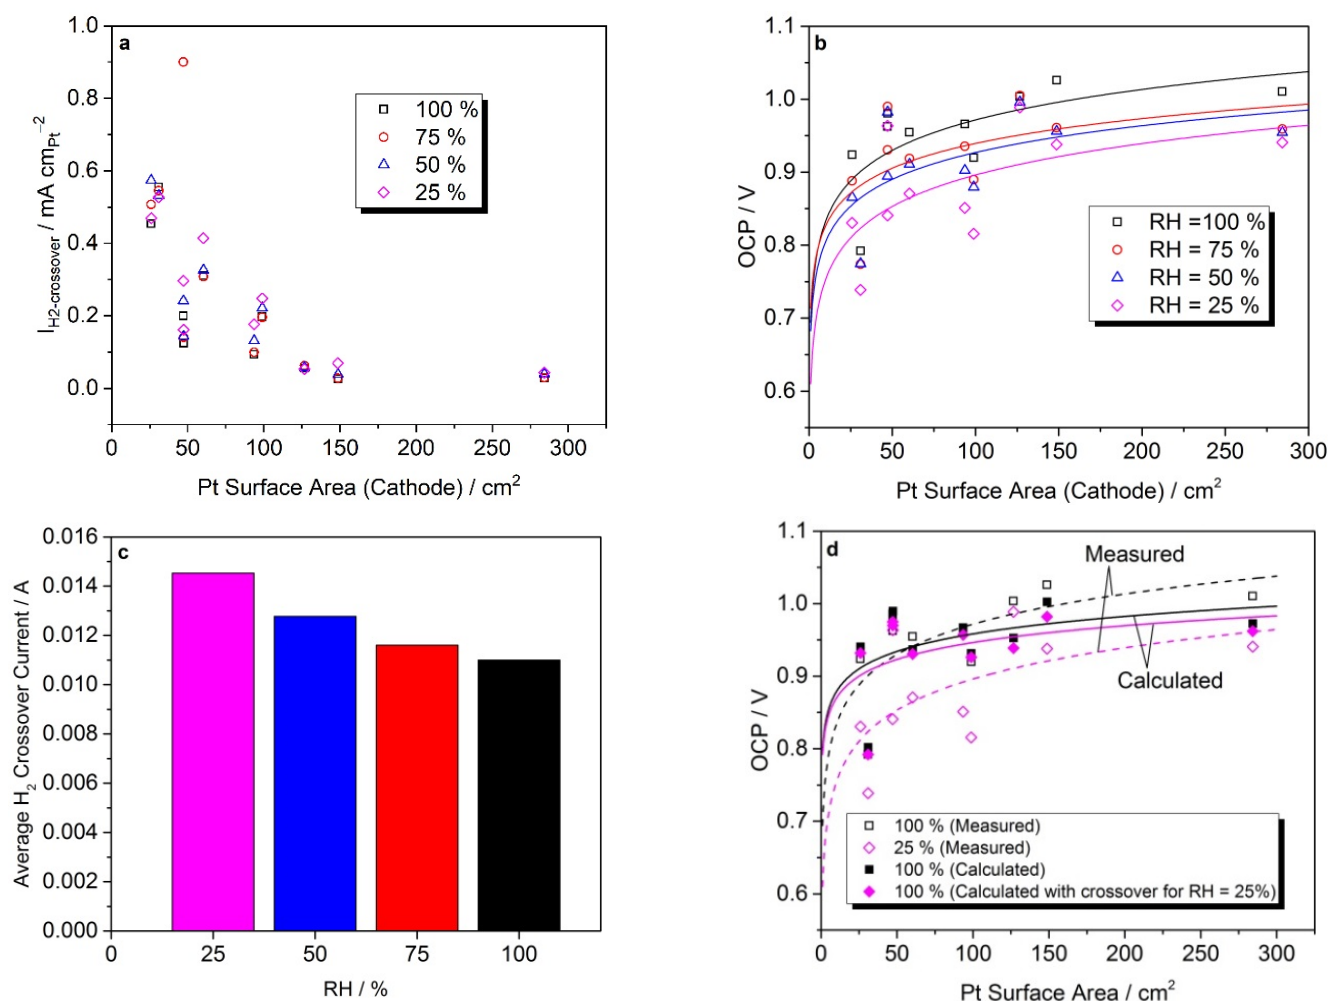 a
1.0
0.8
0.6
0.4
0.2
0.0
I_H2-crossover / mA cm_Pt^−2
100 %
75 %
50 %
25 %
0 50 100 150 200 250 300
Pt Surface Area (Cathode) / cm²
b
1.1
1.0
0.9
0.8
0.7
0.6
OCP / V
RH =100 %
RH = 75 %
RH = 50 %
RH = 25 %
0 50 100 150 200 250 300
Pt Surface Area (Cathode) / cm²
c
0.016
0.014
0.012
0.010
0.008
0.006
0.004
0.002
0.000
Average H₂ Crossover Current / A
0 25 50 75 100
RH / %
d
1.1
1.0
0.9
0.8
0.7
0.6
OCP / V
Measured
Calculated
100 % (Measured)
25 % (Measured)
100 % (Calculated)
100 % (Calculated with crossover for RH = 25%)
0 50 100 150 200 250 300
Pt Surface Area / cm²